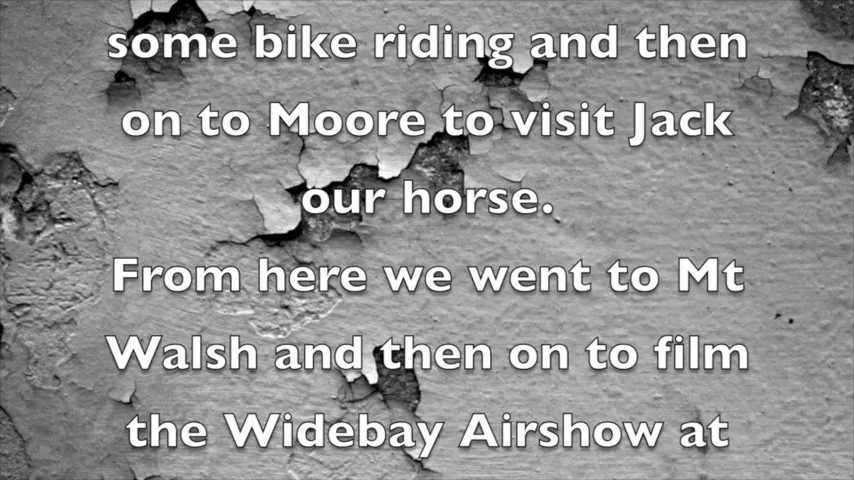 some bike riding and then
on to Moore to visit Jack
our horse.
From here we went to Mt
Walsh and then on to film
the Widebay Airshow at